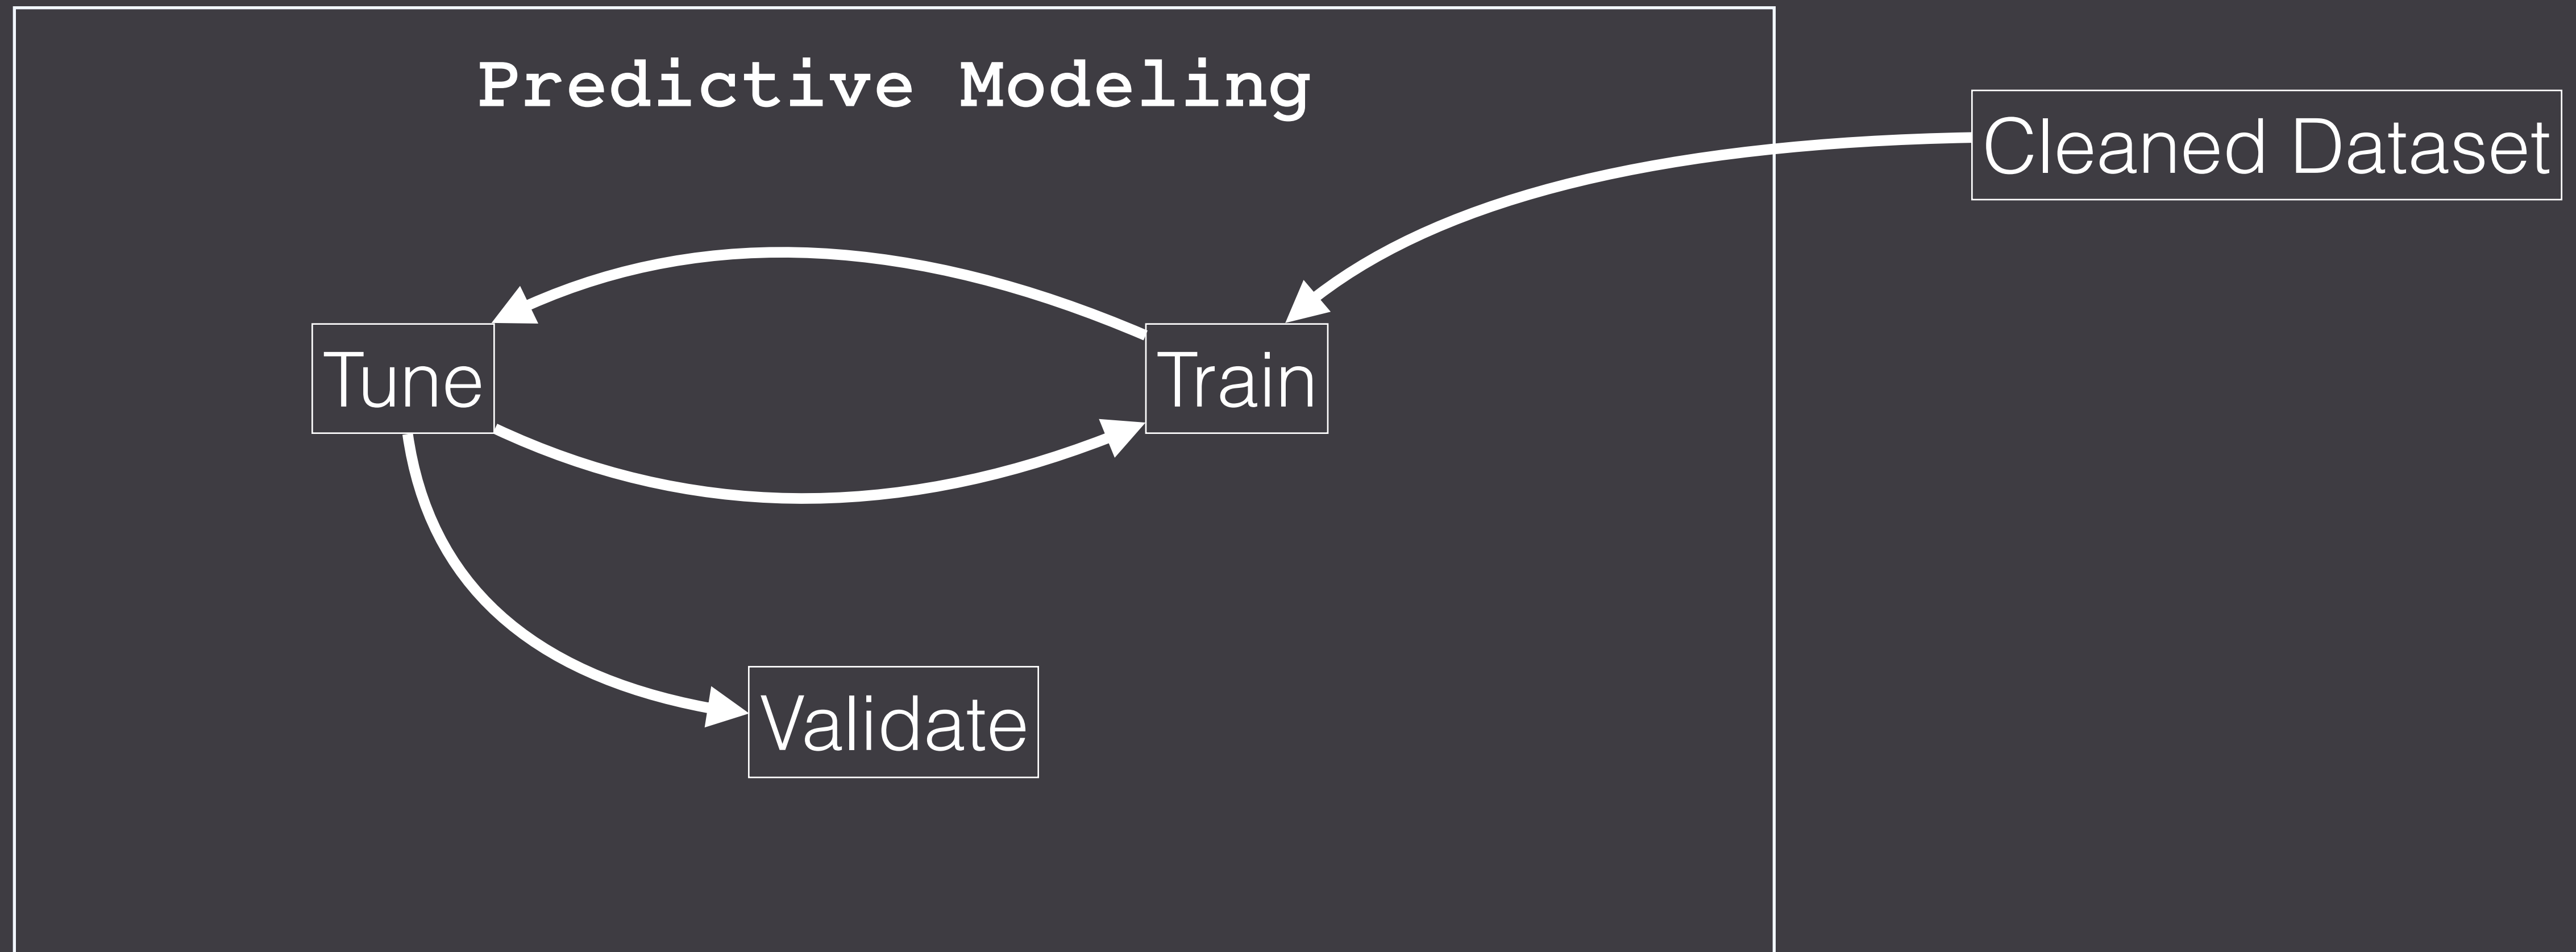 Predictive Modeling
Cleaned Dataset
Tune
Train
Validate